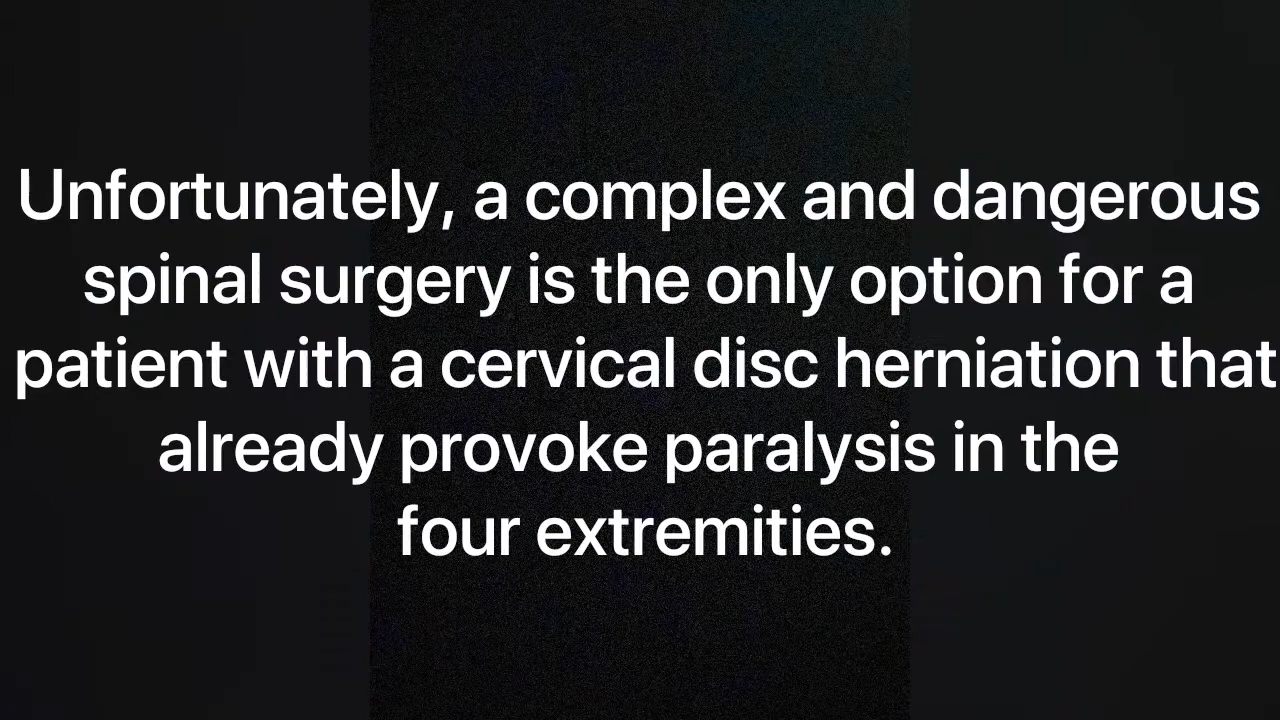 Unfortunately, a complex and dangerous
spinal surgery is the only option for a
patient with a cervical disc herniation that
already provoke paralysis in the
four extremities.